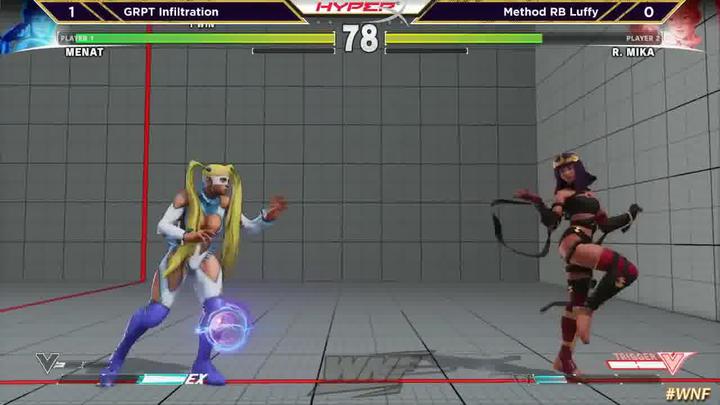 1 GRPT Infiltration HYPER Method RB Luffy 0
1 WIN
PLAYER 1 78 PLAYER 2
MENAT R. MIKA
TRIGGER
EX
WNF
#WNF